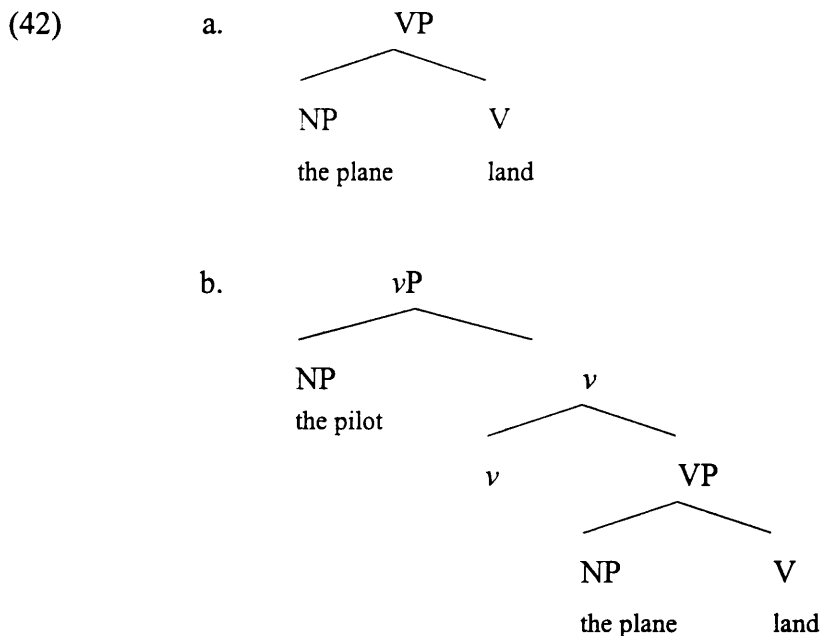 (42) a. VP
NP V
the plane land
b. vP
NP v
the pilot
v VP
NP V
the plane land